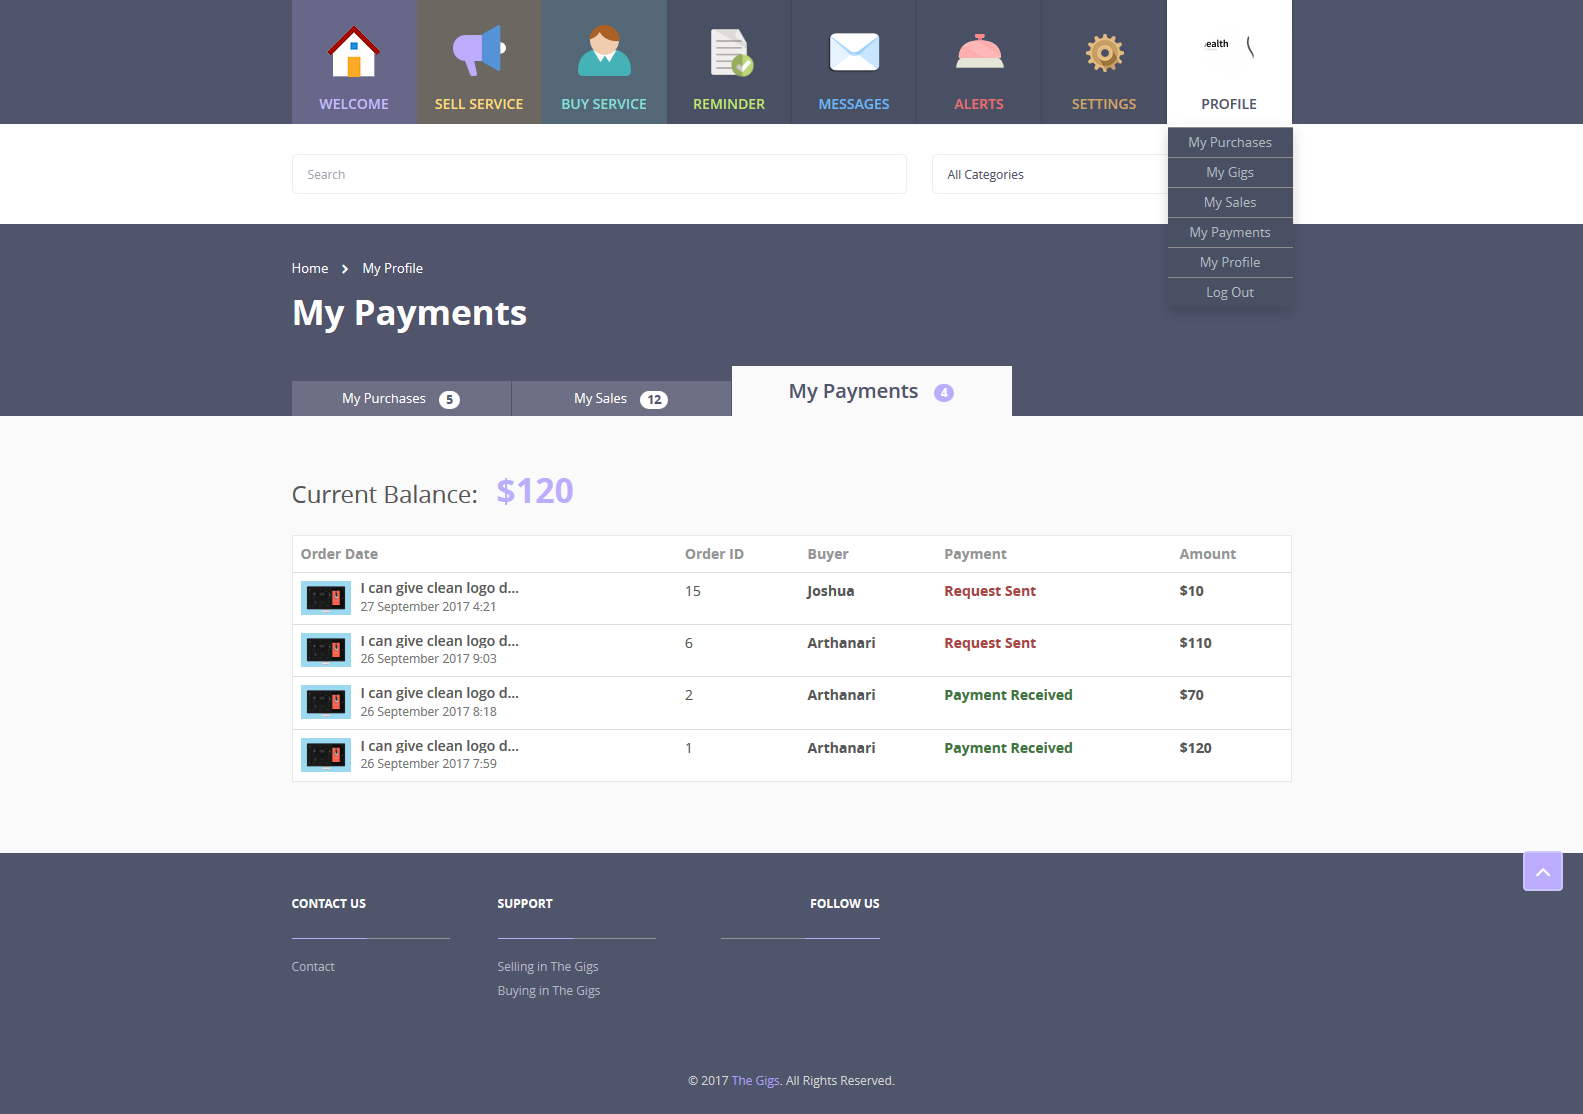 WELCOME
SELL SERVICE
BUY SERVICE
REMINDER
MESSAGES
ALERTS
SETTINGS
ealth
PROFILE
My Purchases
My Gigs
My Sales
My Payments
My Profile
Log Out
Search
All Categories
Home My Profile
My Payments
My Purchases 5
My Sales 12
My Payments 4
Current Balance: $120
Order Date Order ID Buyer Payment Amount
I can give clean logo d...
27 September 2017 4:21
15 Joshua Request Sent $10
I can give clean logo d...
26 September 2017 9:03
6 Arthanari Request Sent $110
I can give clean logo d...
26 September 2017 8:18
2 Arthanari Payment Received $70
I can give clean logo d...
26 September 2017 7:59
1 Arthanari Payment Received $120
CONTACT US
Contact
SUPPORT
Selling in The Gigs
Buying in The Gigs
FOLLOW US
© 2017 The Gigs. All Rights Reserved.